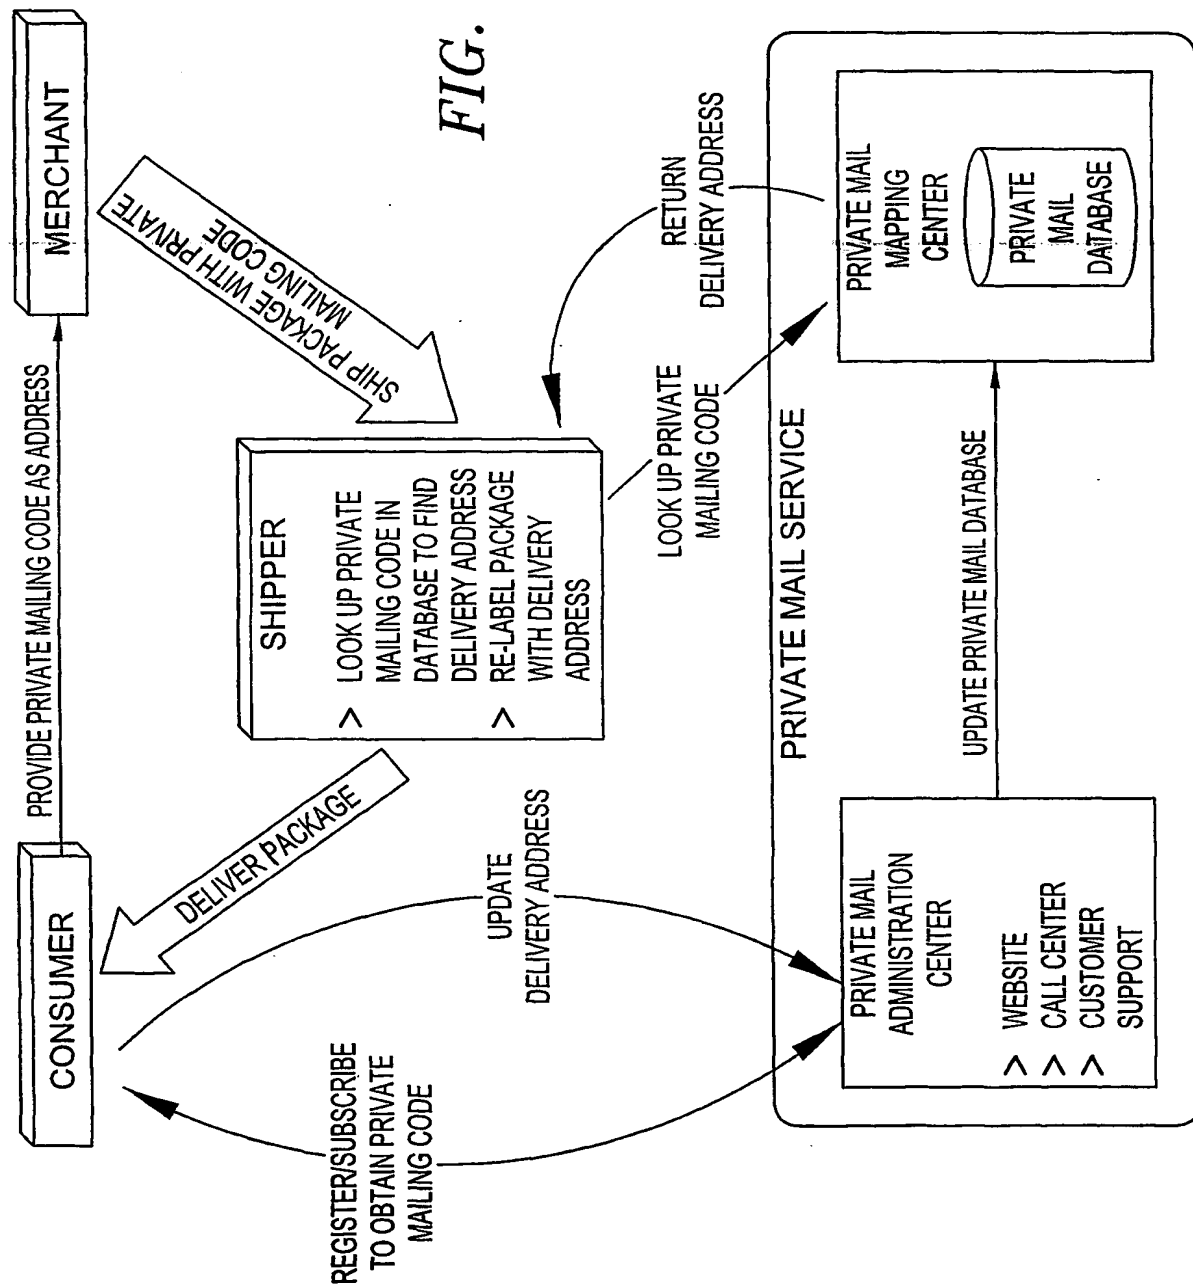 CONSUMER
PROVIDE PRIVATE MAILING CODE AS ADDRESS
MERCHANT
SHIP PACKAGE WITH PRIVATE
MAILING CODE
DELIVER PACKAGE
SHIPPER
> LOOK UP PRIVATE
MAILING CODE IN
DATABASE TO FIND
DELIVERY ADDRESS
> RE-LABEL PACKAGE
WITH DELIVERY
ADDRESS
FIG.
REGISTER/SUBSCRIBE
TO OBTAIN PRIVATE
MAILING CODE
UPDATE
DELIVERY ADDRESS
LOOK UP PRIVATE
MAILING CODE
RETURN
DELIVERY ADDRESS
PRIVATE MAIL SERVICE
PRIVATE MAIL
ADMINISTRATION
CENTER
> WEBSITE
> CALL CENTER
> CUSTOMER
SUPPORT
UPDATE PRIVATE MAIL DATABASE
PRIVATE MAIL
MAPPING
CENTER
PRIVATE
MAIL
DATABASE